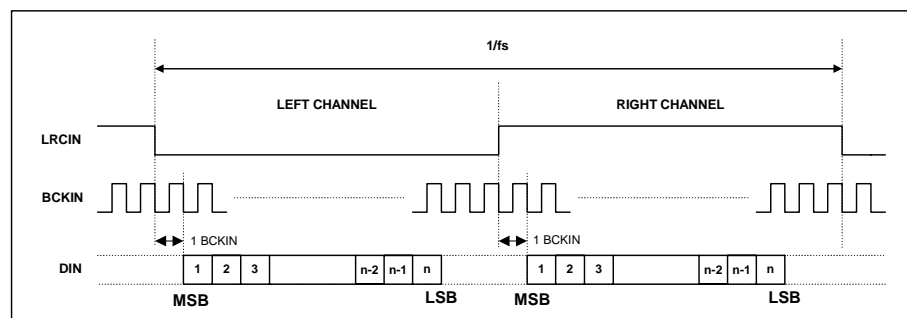 1/fs
LEFT CHANNEL RIGHT CHANNEL
LRCIN
BCKIN
1 BCKIN 1 BCKIN
DIN 1 2 3 n-2 n-1 n 1 2 3 n-2 n-1 n
MSB LSB MSB LSB